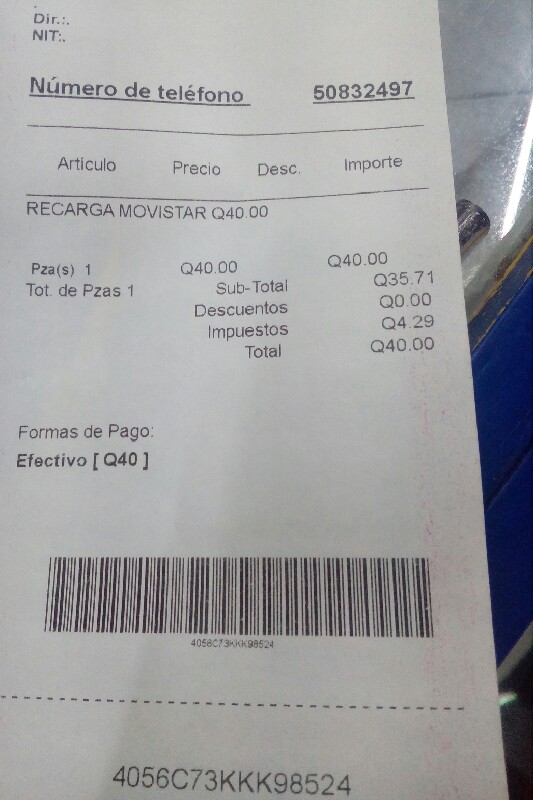 Dir.:.
NIT:.
Número de teléfono 50832497
Artículo Precio Desc. Importe
RECARGA MOVISTAR Q40.00
Pza(s) 1 Q40.00 Q40.00
Tot. de Pzas 1 Sub-Total Q35.71
Descuentos Q0.00
Impuestos Q4.29
Total Q40.00
Formas de Pago:
Efectivo [ Q40 ]
4056C73KKK98524
4056C73KKK98524